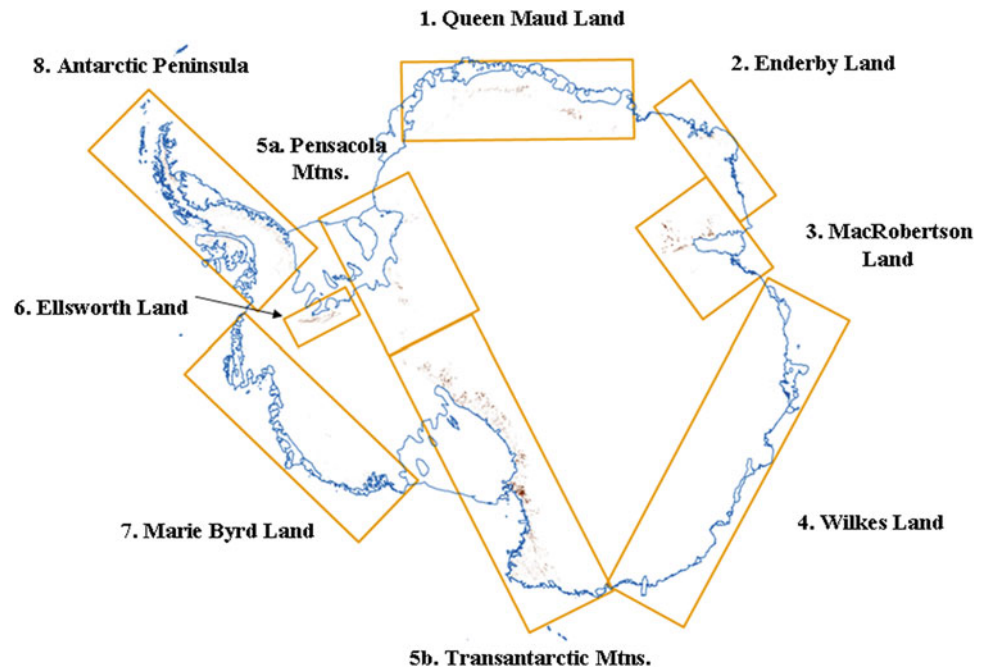 1. Queen Maud Land
8. Antarctic Peninsula
2. Enderby Land
5a. Pensacola
Mtns.
3. MacRobertson
Land
6. Ellsworth Land
4. Wilkes Land
7. Marie Byrd Land
5b. Transantarctic Mtns.